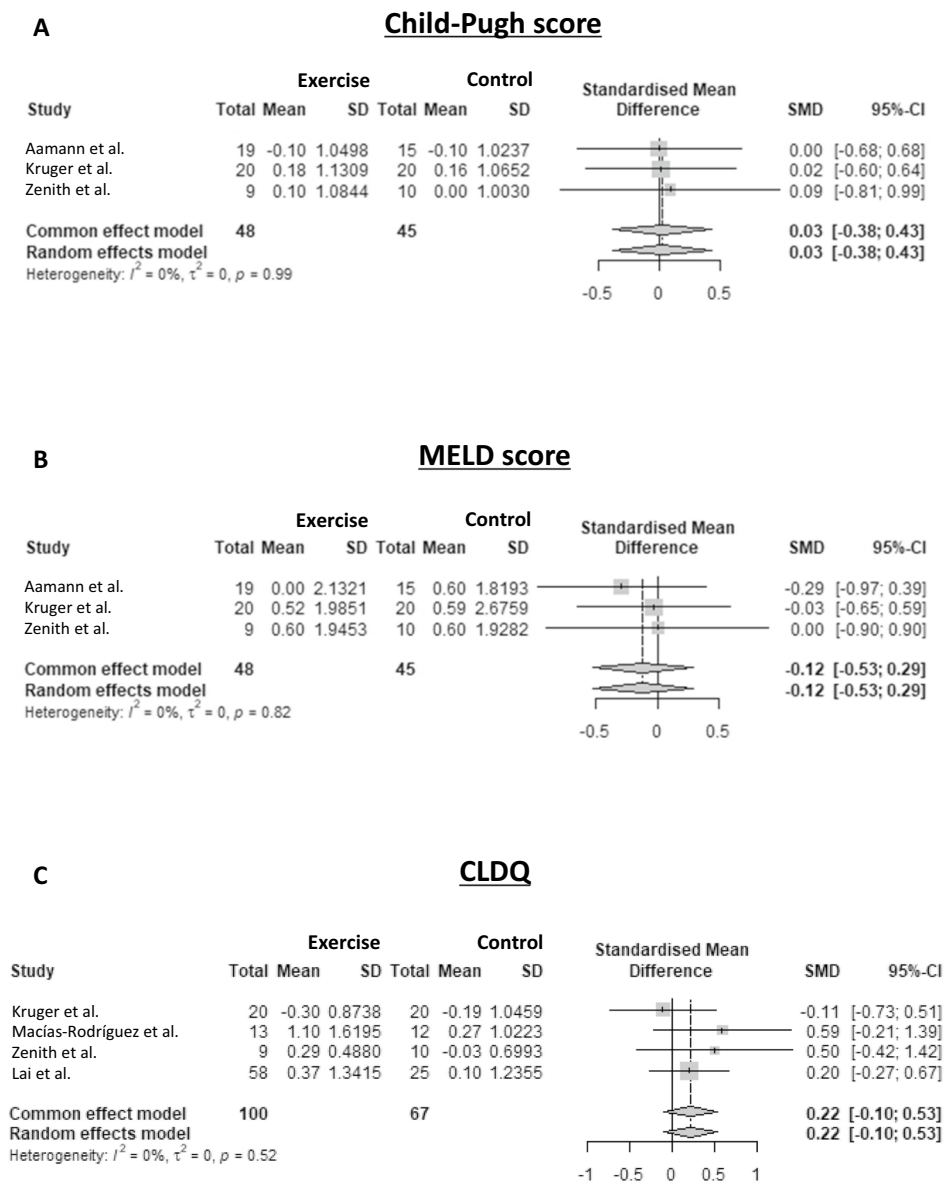 A
Child-Pugh score
Exercise Control
Standardised Mean
Study Total Mean SD Total Mean SD Difference SMD 95%-CI
Aamann et al. 19 -0.10 1.0498 15 -0.10 1.0237 0.00 [-0.68; 0.68]
Kruger et al. 20 0.18 1.1309 20 0.16 1.0652 0.02 [-0.60; 0.64]
Zenith et al. 9 0.10 1.0844 10 0.00 1.0030 0.09 [-0.81; 0.99]
Common effect model 48 45 0.03 [-0.38; 0.43]
Random effects model 0.03 [-0.38; 0.43]
Heterogeneity: I² = 0%, τ² = 0, p = 0.99
-0.5 0 0.5
B
MELD score
Exercise Control
Standardised Mean
Study Total Mean SD Total Mean SD Difference SMD 95%-CI
Aamann et al. 19 0.00 2.1321 15 0.60 1.8193 -0.29 [-0.97; 0.39]
Kruger et al. 20 0.52 1.9851 20 0.59 2.6759 -0.03 [-0.65; 0.59]
Zenith et al. 9 0.60 1.9453 10 0.60 1.9282 0.00 [-0.90; 0.90]
Common effect model 48 45 -0.12 [-0.53; 0.29]
Random effects model -0.12 [-0.53; 0.29]
Heterogeneity: I² = 0%, τ² = 0, p = 0.82
-0.5 0 0.5
C
CLDQ
Exercise Control
Standardised Mean
Study Total Mean SD Total Mean SD Difference SMD 95%-CI
Kruger et al. 20 -0.30 0.8738 20 -0.19 1.0459 -0.11 [-0.73; 0.51]
Macías-Rodríguez et al. 13 1.10 1.6195 12 0.27 1.0223 0.59 [-0.21; 1.39]
Zenith et al. 9 0.29 0.4880 10 -0.03 0.6993 0.50 [-0.42; 1.42]
Lai et al. 58 0.37 1.3415 25 0.10 1.2355 0.20 [-0.27; 0.67]
Common effect model 100 67 0.22 [-0.10; 0.53]
Random effects model 0.22 [-0.10; 0.53]
Heterogeneity: I² = 0%, τ² = 0, p = 0.52
-1 -0.5 0 0.5 1